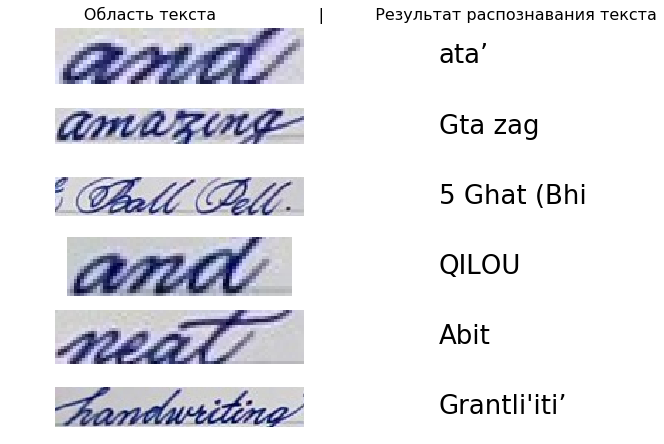 Область текста | Результат распознавания текста
and ata’
amazing Gta zag
Ball Pell. 5 Ghat (Bhi
and QILOU
neat Abit
handwriting Grantli'iti’